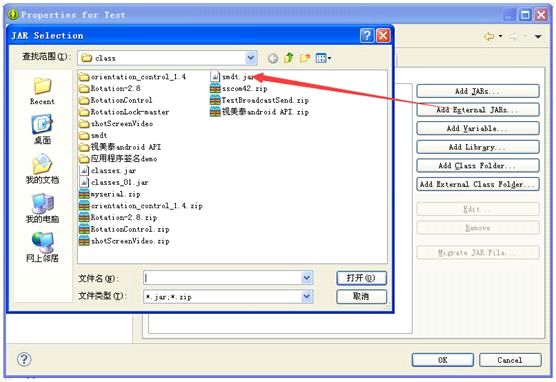 Properties for Test
JAR Selection
查找范围(I):
class
Recent
桌面
我的文档
我的电脑
网上邻居
orientation_control_1.4
Rotation-2.8
RotationControl
RotationLock-master
shotScreenVideo
smdt
视美泰android API
应用程序签名demo
classes.jar
classes_01.jar
myserial.zip
orientation_control_1.4.zip
Rotation-2.8.zip
Rotation-Control.zip
shotScreenVideo.zip
smdt.jar
sscom42.zip
TestBroadcastSend.zip
视美泰android API.zip
文件名(N):
打开(O)
文件类型(T):
*.jar;*.zip
取消
Add JARs...
Add External JARs...
Add Variable...
Add Library...
Add Class Folder...
Add External Class Folder...
Edit...
Remove
Migrate JAR File...
OK
Cancel